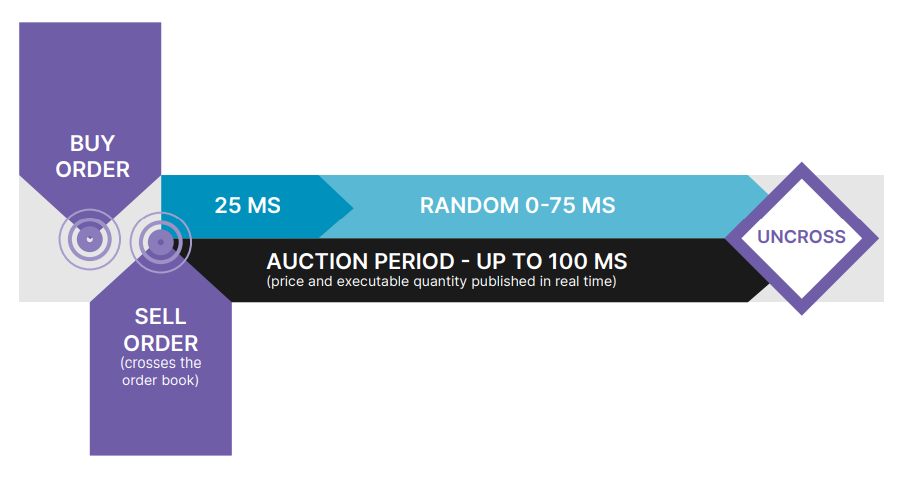 BUY
ORDER
25 MS
RANDOM 0-75 MS
UNCROSS
AUCTION PERIOD - UP TO 100 MS
(price and executable quantity published in real time)
SELL
ORDER
(crosses the
order book)